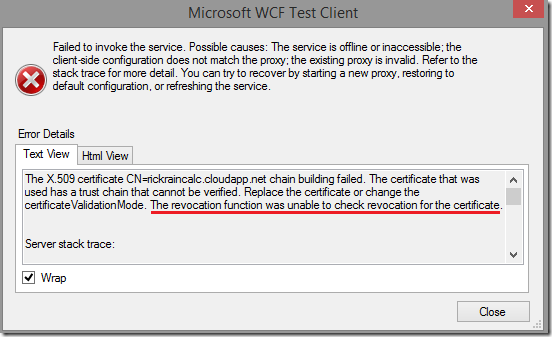 Microsoft WCF Test Client
Failed to invoke the service. Possible causes: The service is offline or inaccessible; the
client-side configuration does not match the proxy; the existing proxy is invalid. Refer to the
stack trace for more detail. You can try to recover by starting a new proxy, restoring to
default configuration, or refreshing the service.
Error Details
Text View Html View
The X.509 certificate CN=rickraincalc.cloudapp.net chain building failed. The certificate that was
used has a trust chain that cannot be verified. Replace the certificate or change the
certificateValidationMode. The revocation function was unable to check revocation for the certificate.
Server stack trace:
Wrap
Close